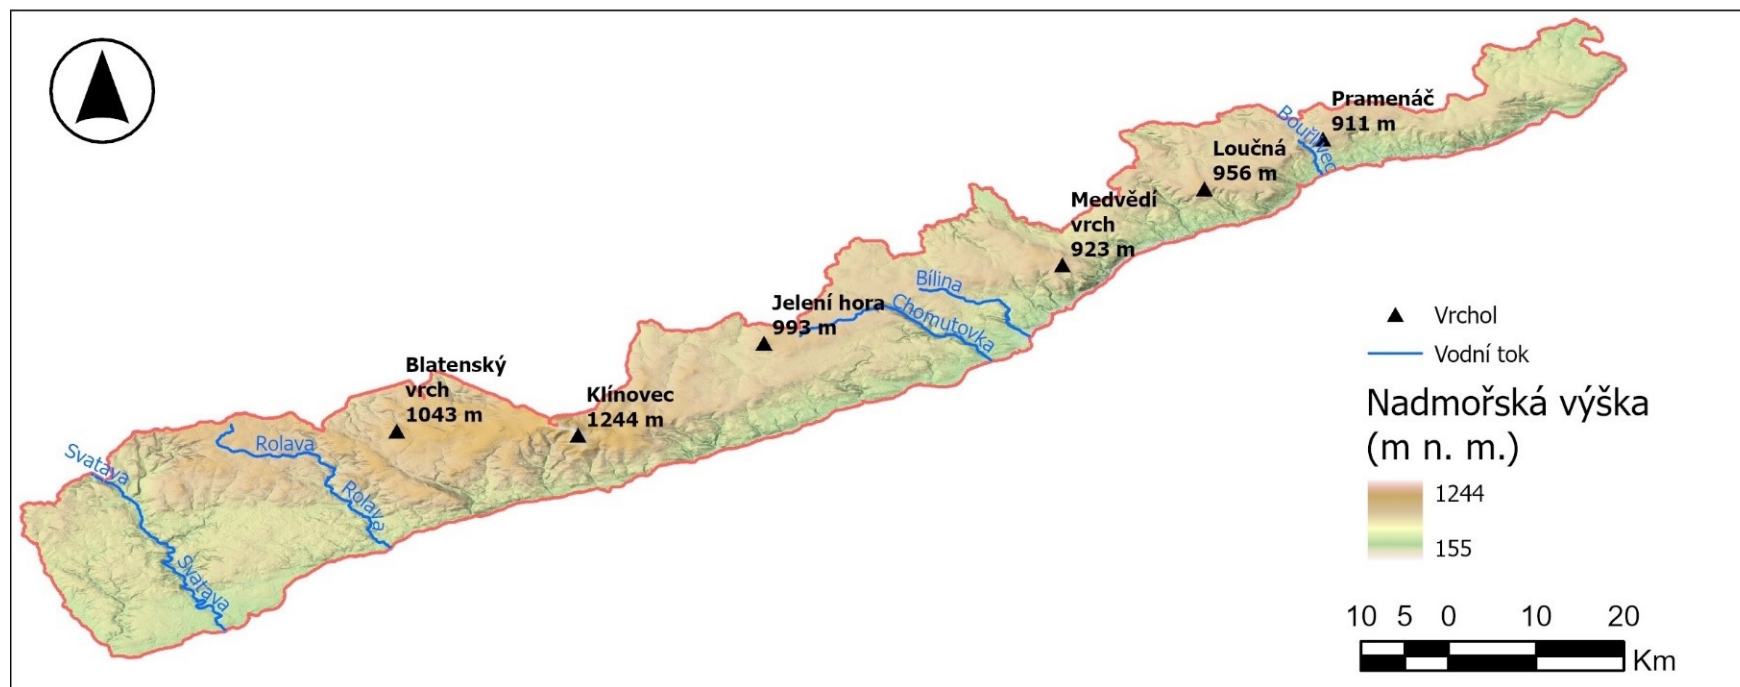 Pramenáč
911 m
Bouřlivec
Loučná
956 m
Medvědí
vrch
923 m
Bílina
Chomutovka
Jelení hora
993 m
Blatenský
vrch
1043 m
Klínovec
1244 m
Rolava
Rolava
Svatava
Svatava
Vrchol
Vodní tok
Nadmořská výška
(m n. m.)
1244
155
10 5 0 10 20
Km